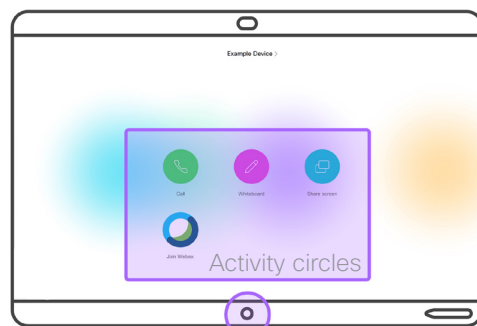 Example Device >
Call
Whiteboard
Share screen
Join Webex
Activity circles